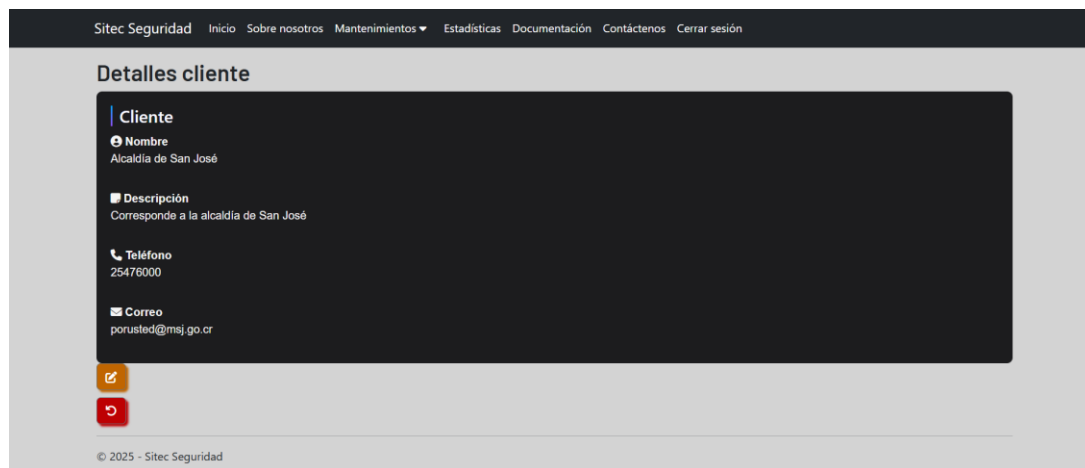 Sitec Seguridad Inicio Sobre nosotros Mantenimientos Estadísticas Documentación Contáctenos Cerrar sesión
Detalles cliente
Cliente
Nombre
Alcaldía de San José
Descripción
Corresponde a la alcaldía de San José
Teléfono
25476000
Correo
porusted@msj.go.cr
© 2025 - Sitec Seguridad